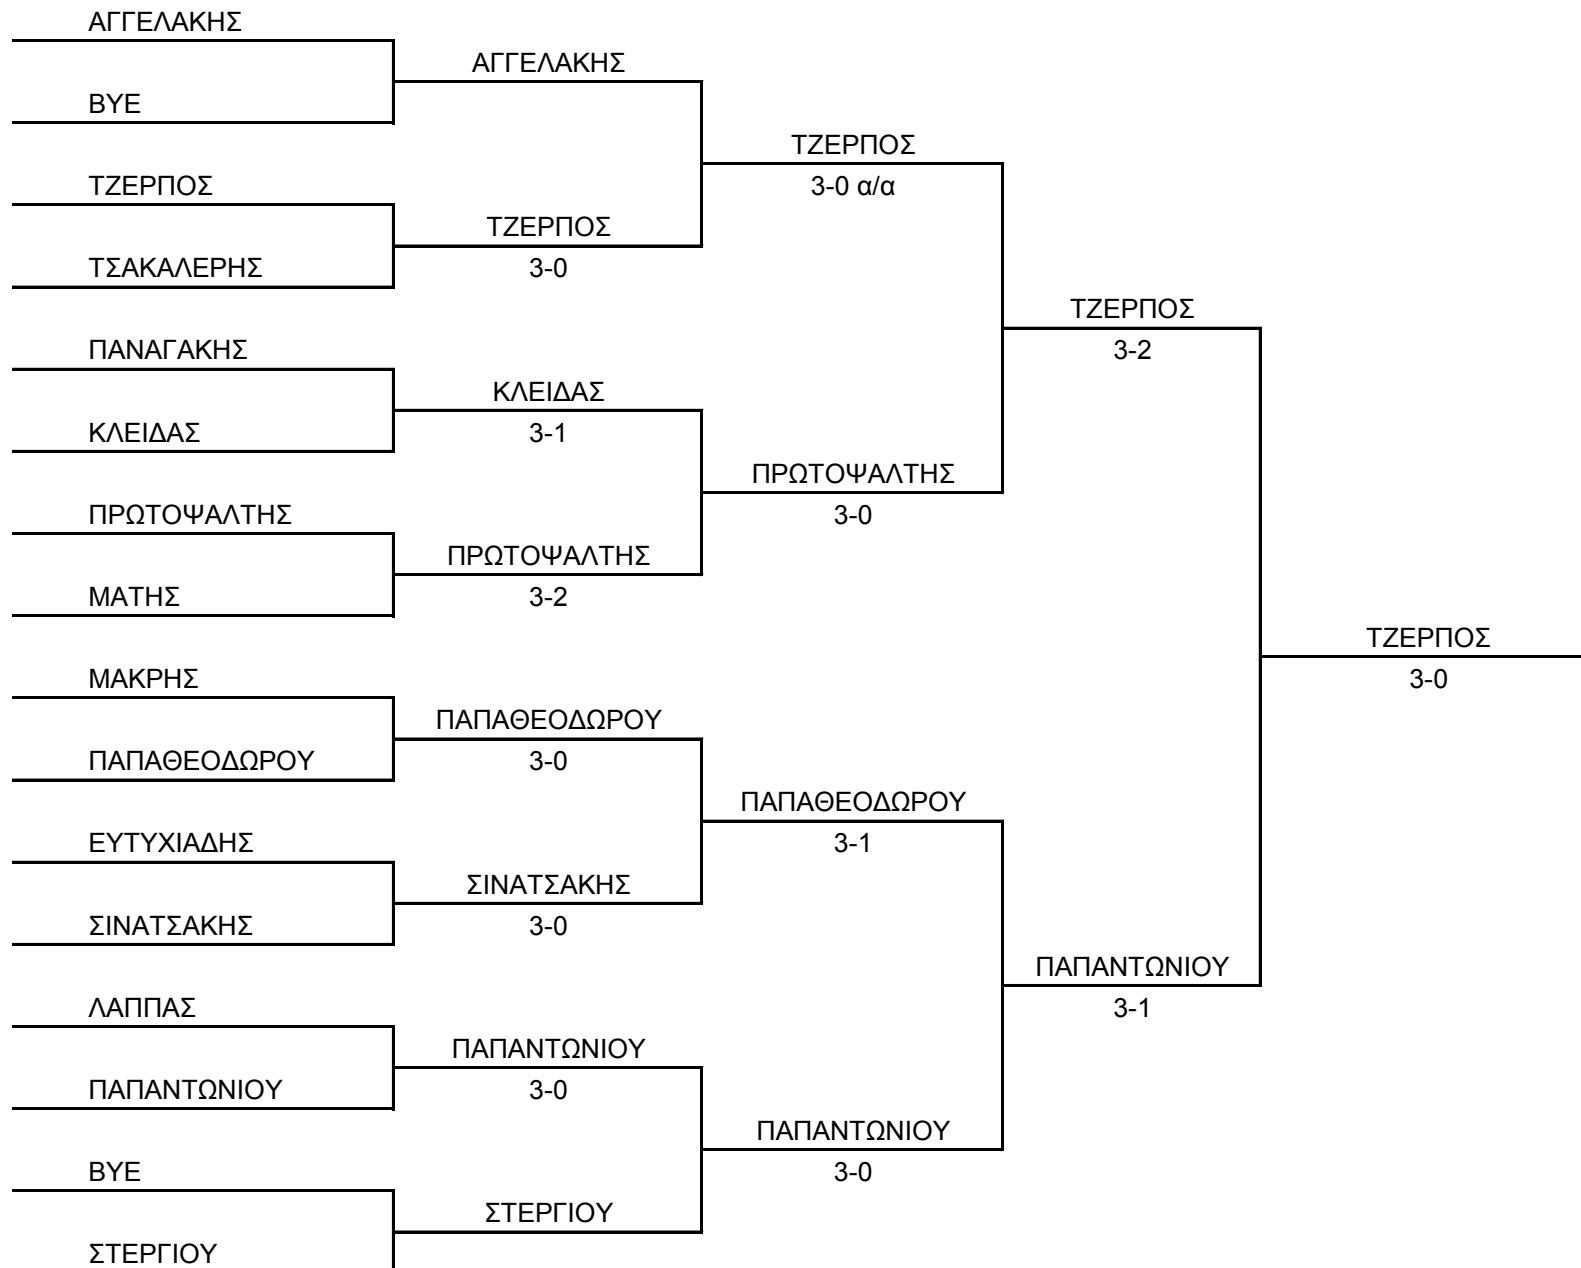 ΑΓΓΕΛΑΚΗΣ
ΑΓΓΕΛΑΚΗΣ
BYE
ΤΖΕΡΠΟΣ
3-0 α/α
ΤΖΕΡΠΟΣ
ΤΖΕΡΠΟΣ
3-0
ΤΣΑΚΑΛΕΡΗΣ
ΤΖΕΡΠΟΣ
3-2
ΠΑΝΑΓΑΚΗΣ
ΚΛΕΙΔΑΣ
3-1
ΚΛΕΙΔΑΣ
ΠΡΩΤΟΨΑΛΤΗΣ
3-0
ΠΡΩΤΟΨΑΛΤΗΣ
ΠΡΩΤΟΨΑΛΤΗΣ
3-2
ΜΑΤΗΣ
ΤΖΕΡΠΟΣ
3-0
ΜΑΚΡΗΣ
ΠΑΠΑΘΕΟΔΩΡΟΥ
3-0
ΠΑΠΑΘΕΟΔΩΡΟΥ
ΠΑΠΑΘΕΟΔΩΡΟΥ
3-1
ΕΥΤΥΧΙΑΔΗΣ
ΣΙΝΑΤΣΑΚΗΣ
3-0
ΣΙΝΑΤΣΑΚΗΣ
ΠΑΠΑΝΤΩΝΙΟΥ
3-1
ΛΑΠΠΑΣ
ΠΑΠΑΝΤΩΝΙΟΥ
3-0
ΠΑΠΑΝΤΩΝΙΟΥ
ΠΑΠΑΝΤΩΝΙΟΥ
3-0
BYE
ΣΤΕΡΓΙΟΥ
ΣΤΕΡΓΙΟΥ